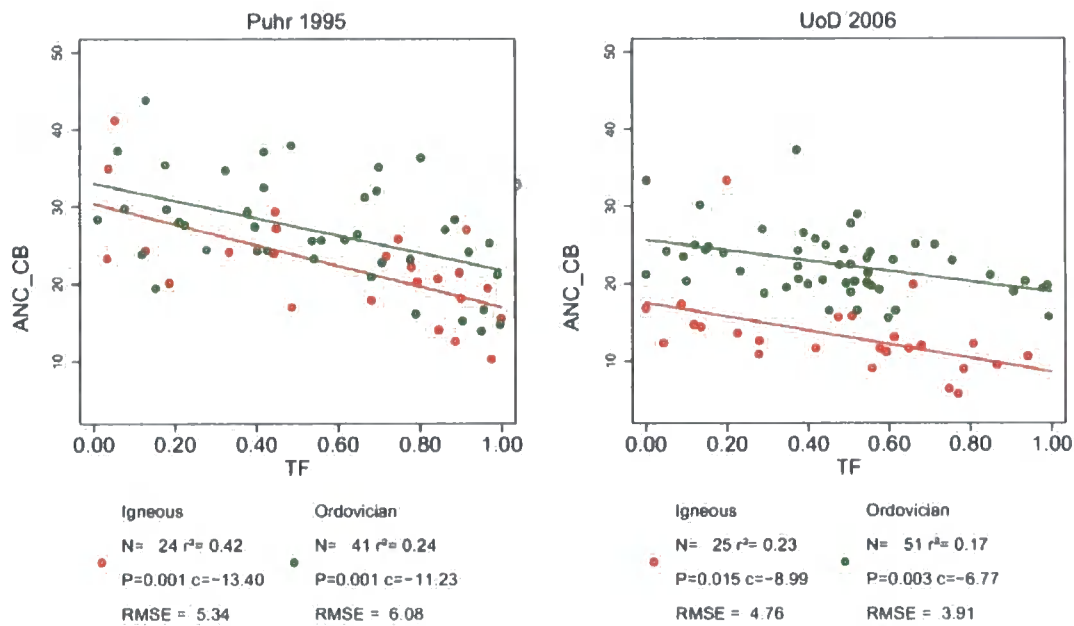 Puhr 1995
UoD 2006
50
40
30
20
10
ANC_CB
0.00 0.20 0.40 0.60 0.80 1.00
TF
50
40
30
20
10
ANC_CB
0.00 0.20 0.40 0.60 0.80 1.00
TF
Igneous
N= 24 r²= 0.42
P=0.001 c=−13.40
RMSE = 5.34
Ordovician
N= 41 r²= 0.24
P=0.001 c=−11.23
RMSE = 6.08
Igneous
N= 25 r²= 0.23
P=0.015 c=−8.99
RMSE = 4.76
Ordovician
N= 51 r²= 0.17
P=0.003 c=−6.77
RMSE = 3.91